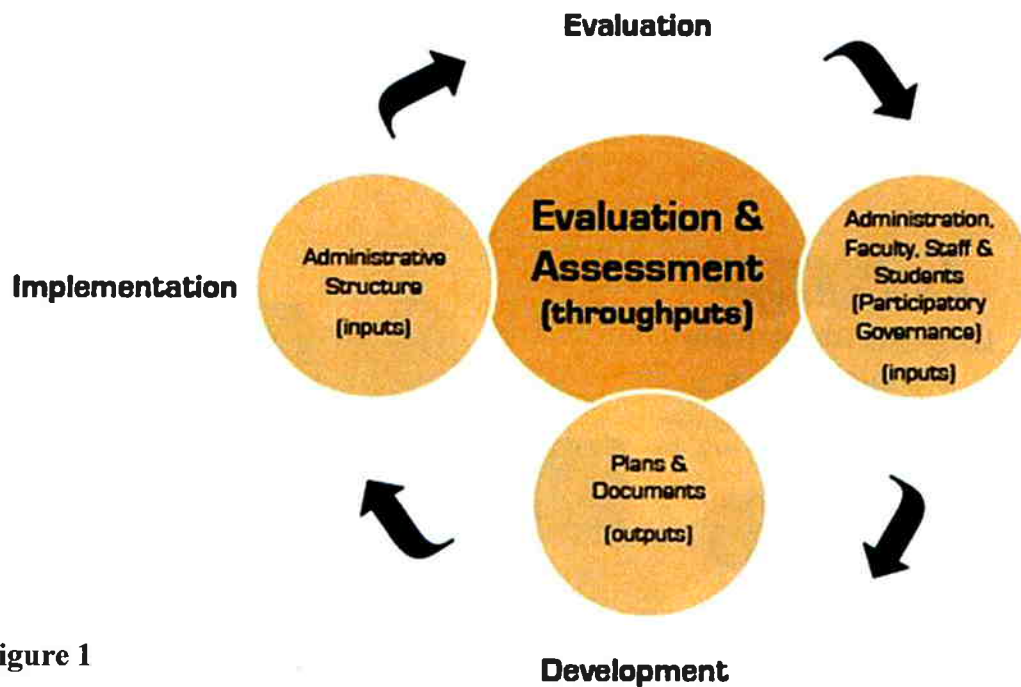 Evaluation
Evaluation &
Assessment
(throughputs)
Administrative
Structure
(inputs)
Administration,
Faculty, Staff &
Students
(Participatory
Governance)
(inputs)
Implementation
Plans &
Documents
(outputs)
igure 1
Development